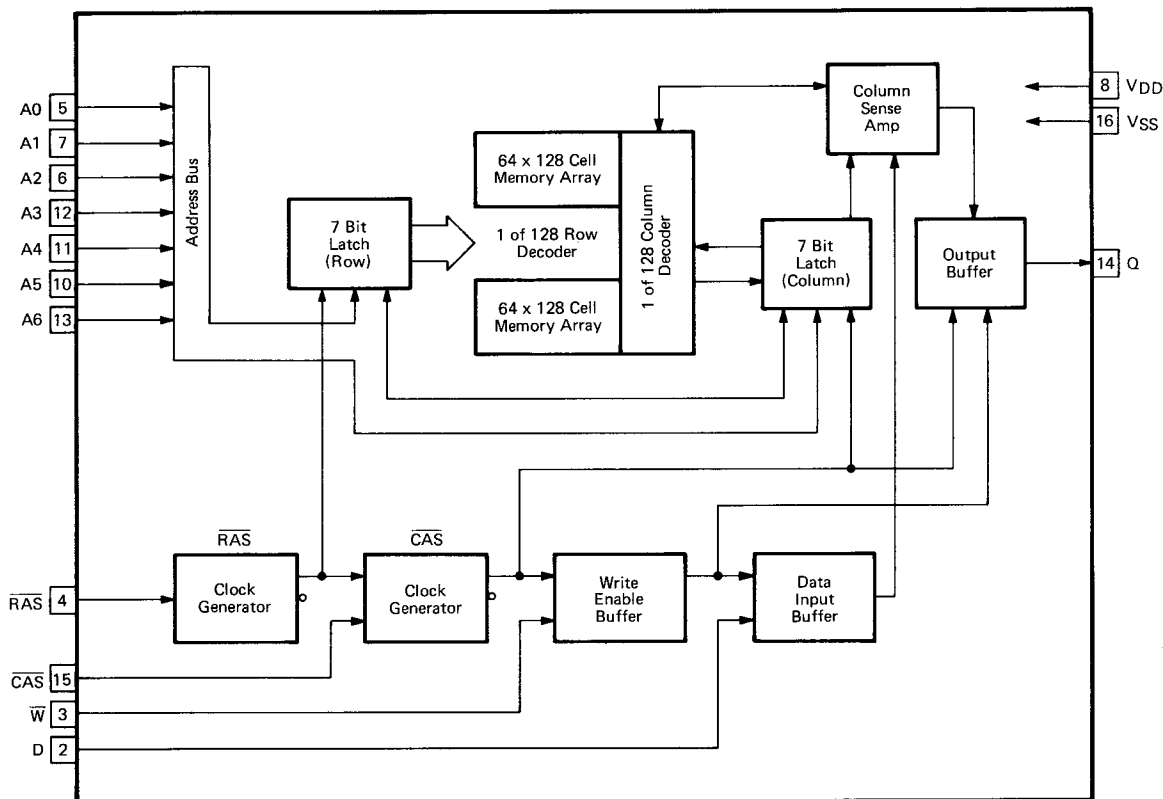 A0 5
A1 7
A2 6
A3 12
A4 11
A5 10
A6 13
Address Bus
7 Bit
Latch
(Row)
64 x 128 Cell
Memory Array
1 of 128 Row
Decoder
64 x 128 Cell
Memory Array
1 of 128 Column
Decoder
Column
Sense
Amp
7 Bit
Latch
(Column)
Output
Buffer
8 VDD
16 VSS
14 Q
RAS
Clock
Generator
CAS
Clock
Generator
Write
Enable
Buffer
Data
Input
Buffer
RAS 4
CAS 15
W 3
D 2